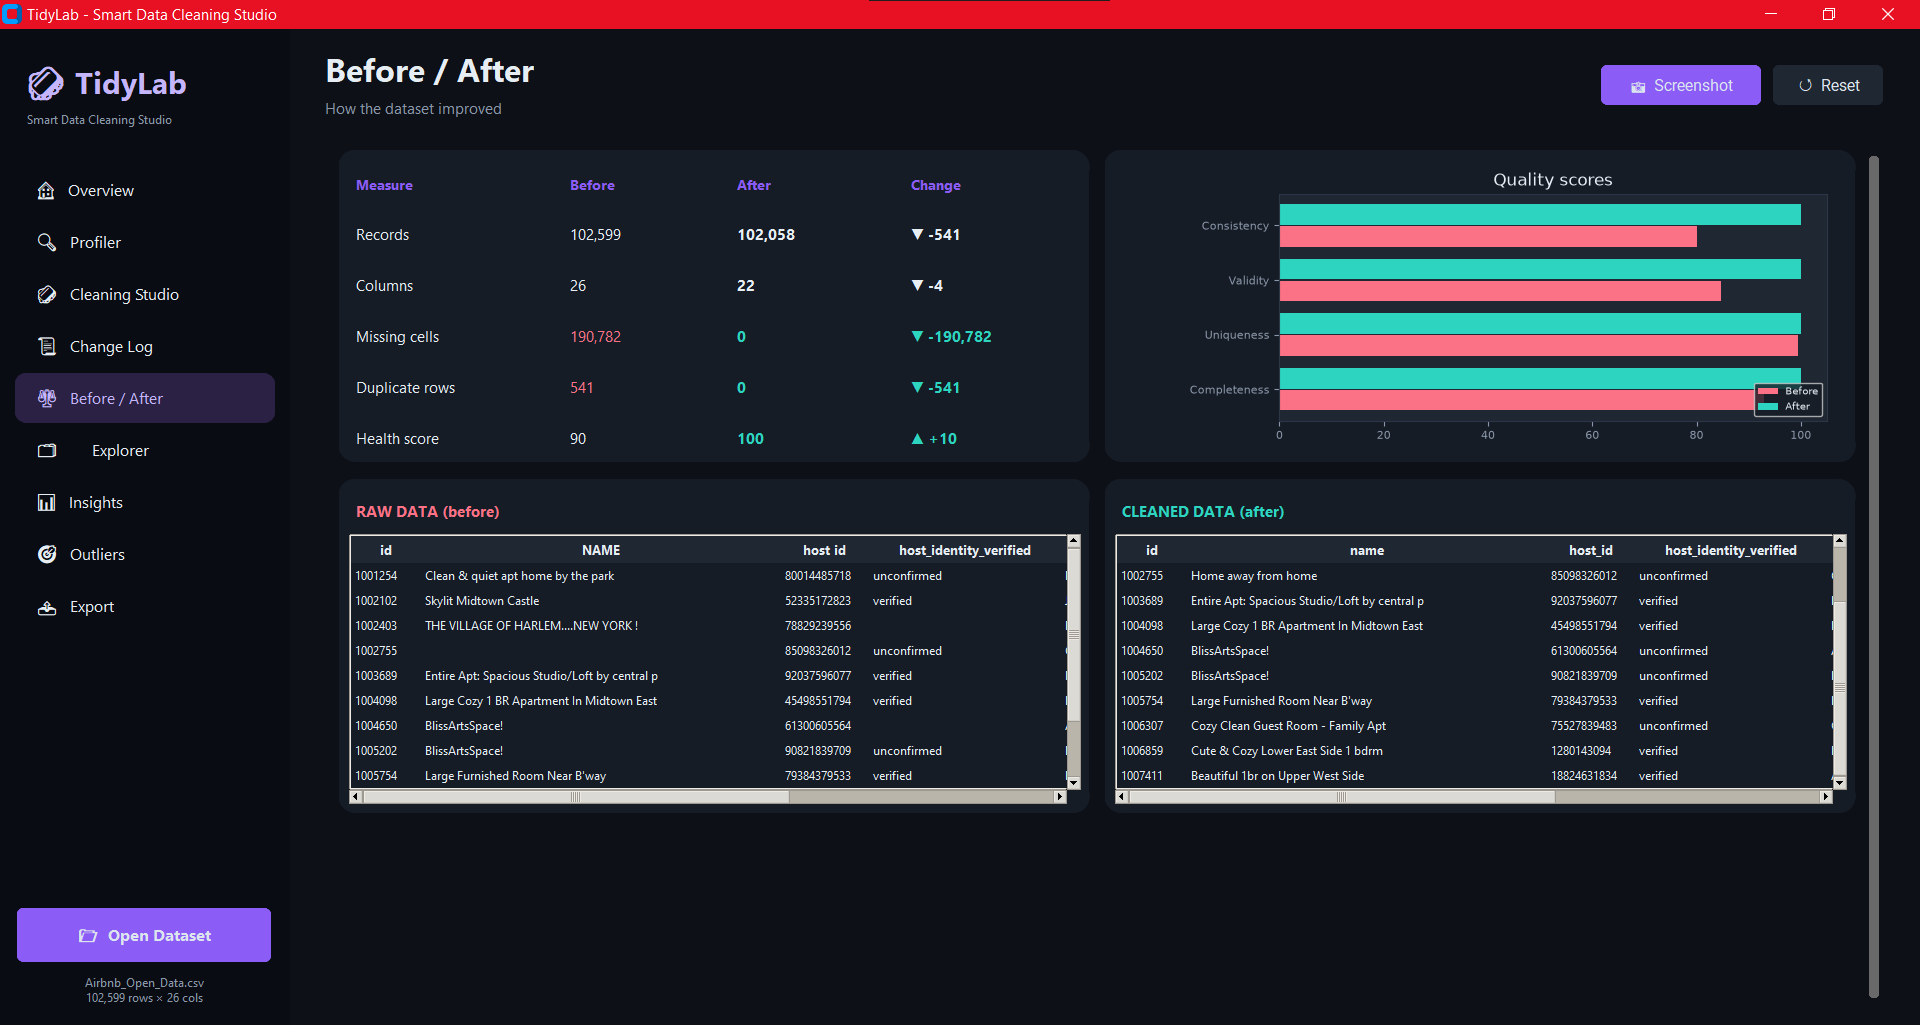 TidyLab - Smart Data Cleaning Studio
TidyLab
Smart Data Cleaning Studio
Overview
Profiler
Cleaning Studio
Change Log
Before / After
Explorer
Insights
Outliers
Export
Open Dataset
Airbnb_Open_Data.csv
102,599 rows × 26 cols
Before / After
How the dataset improved
Screenshot
Reset
Measure Before After Change
Records 102,599 102,058 ▼ -541
Columns 26 22 ▼ -4
Missing cells 190,782 0 ▼ -190,782
Duplicate rows 541 0 ▼ -541
Health score 90 100 ▲ +10
Quality scores
Consistency
Validity
Uniqueness
Completeness
Before
After
0 20 40 60 80 100
RAW DATA (before)
id NAME host id host_identity_verified
1001254 Clean & quiet apt home by the park 80014485718 unconfirmed
1002102 Skylit Midtown Castle 52335172823 verified
1002403 THE VILLAGE OF HARLEM....NEW YORK ! 78829239556
1002755 85098326012 unconfirmed
1003689 Entire Apt: Spacious Studio/Loft by central p 92037596077 verified
1004098 Large Cozy 1 BR Apartment In Midtown East 45498551794 verified
1004650 BlissArtsSpace! 61300605564
1005202 BlissArtsSpace! 90821839709 unconfirmed
1005754 Large Furnished Room Near B'way 79384379533 verified
CLEANED DATA (after)
id name host_id host_identity_verified
1002755 Home away from home 85098326012 unconfirmed
1003689 Entire Apt: Spacious Studio/Loft by central p 92037596077 verified
1004098 Large Cozy 1 BR Apartment In Midtown East 45498551794 verified
1004650 BlissArtsSpace! 61300605564 unconfirmed
1005202 BlissArtsSpace! 90821839709 unconfirmed
1005754 Large Furnished Room Near B'way 79384379533 verified
1006307 Cozy Clean Guest Room - Family Apt 75527839483 unconfirmed
1006859 Cute & Cozy Lower East Side 1 bdrm 1280143094 verified
1007411 Beautiful 1br on Upper West Side 18824631834 verified